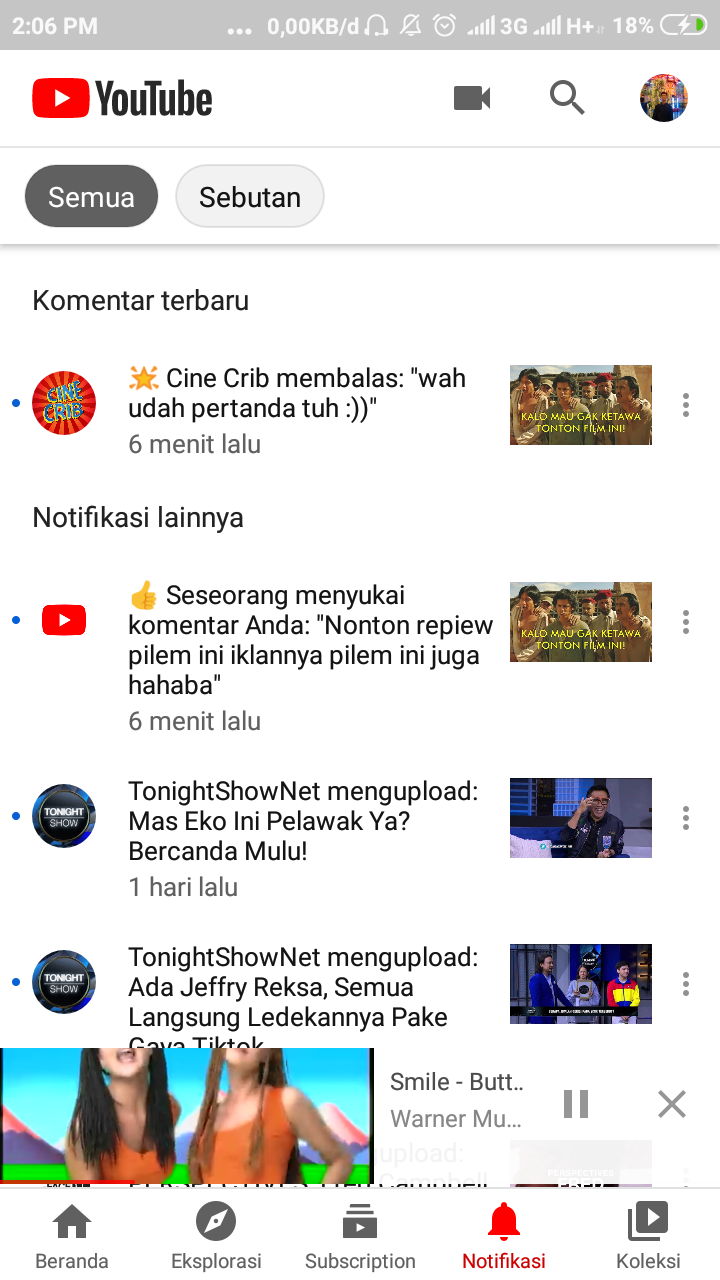 2:06 PM ... 0,00KB/d 3G H+ 18%
YouTube
Semua Sebutan
Komentar terbaru
CINE CRIB
🌟 Cine Crib membalas: "wah
udah pertanda tuh :))"
6 menit lalu
KALO MAU GAK KETAWA
TONTON FILM INI!
Notifikasi lainnya
👍 Seseorang menyukai
komentar Anda: "Nonton repiew
pilem ini iklannya pilem ini juga
hahaba"
6 menit lalu
KALO MAU GAK KETAWA
TONTON FILM INI!
TONIGHT
SHOW
TonightShowNet mengupload:
Mas Eko Ini Pelawak Ya?
Bercanda Mulu!
1 hari lalu
TONIGHT
SHOW
TonightShowNet mengupload:
Ada Jeffry Reksa, Semua
Langsung Ledekannya Pake
Gaya Tiktok
Smile - Butt..
Warner Mu...
upload:
PERSPECTIVES
FRED
Campbell
Beranda Eksplorasi Subscription Notifikasi Koleksi